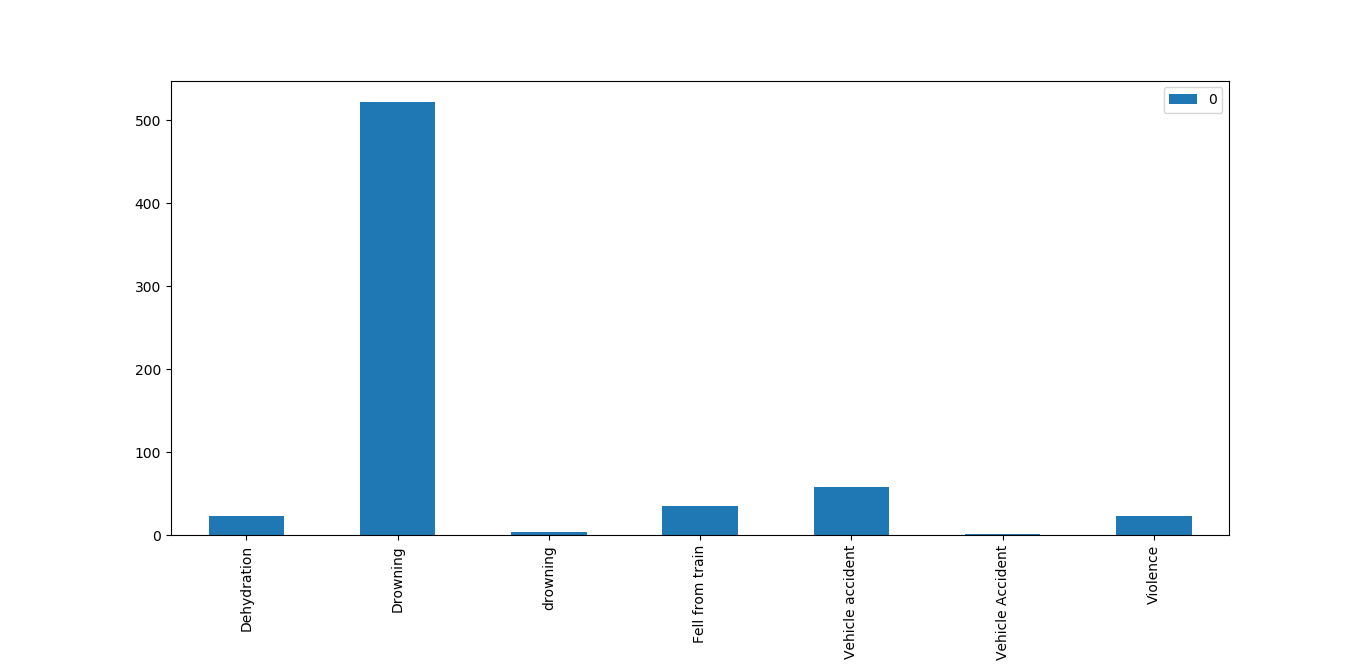 0
500
400
300
200
100
0
Dehydration
Drowning
drowning
Fell from train
Vehicle accident
Vehicle Accident
Violence